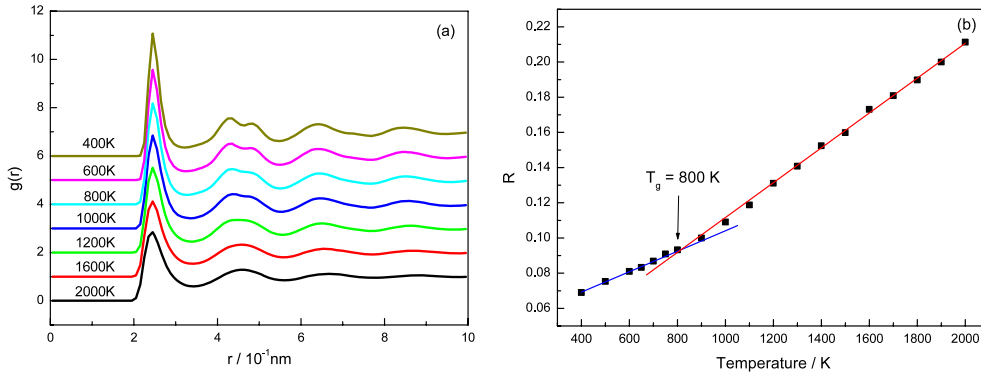 (a)
12
10
8
6
4
2
0
g(r)
400K
600K
800K
1000K
1200K
1600K
2000K
0 2 4 6 8 10
r / 10⁻¹nm
(b)
0.22
0.20
0.18
0.16
0.14
0.12
0.10
0.08
0.06
R
T_g = 800 K
400 600 800 1000 1200 1400 1600 1800 2000
Temperature / K